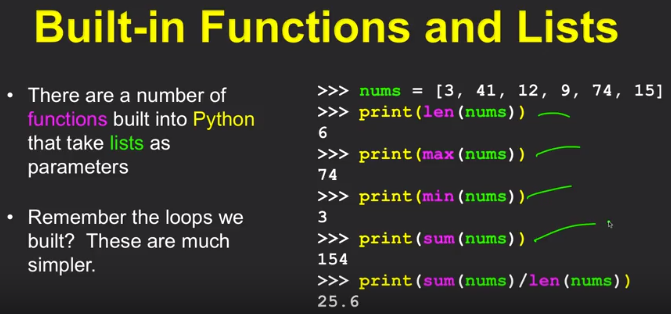 Built-in Functions and Lists
• There are a number of
functions built into Python
that take lists as
parameters
• Remember the loops we
built? These are much
simpler.
>>> nums = [3, 41, 12, 9, 74, 15]
>>> print(len(nums))
6
>>> print(max(nums))
74
>>> print(min(nums))
3
>>> print(sum(nums))
154
>>> print(sum(nums)/len(nums))
25.6